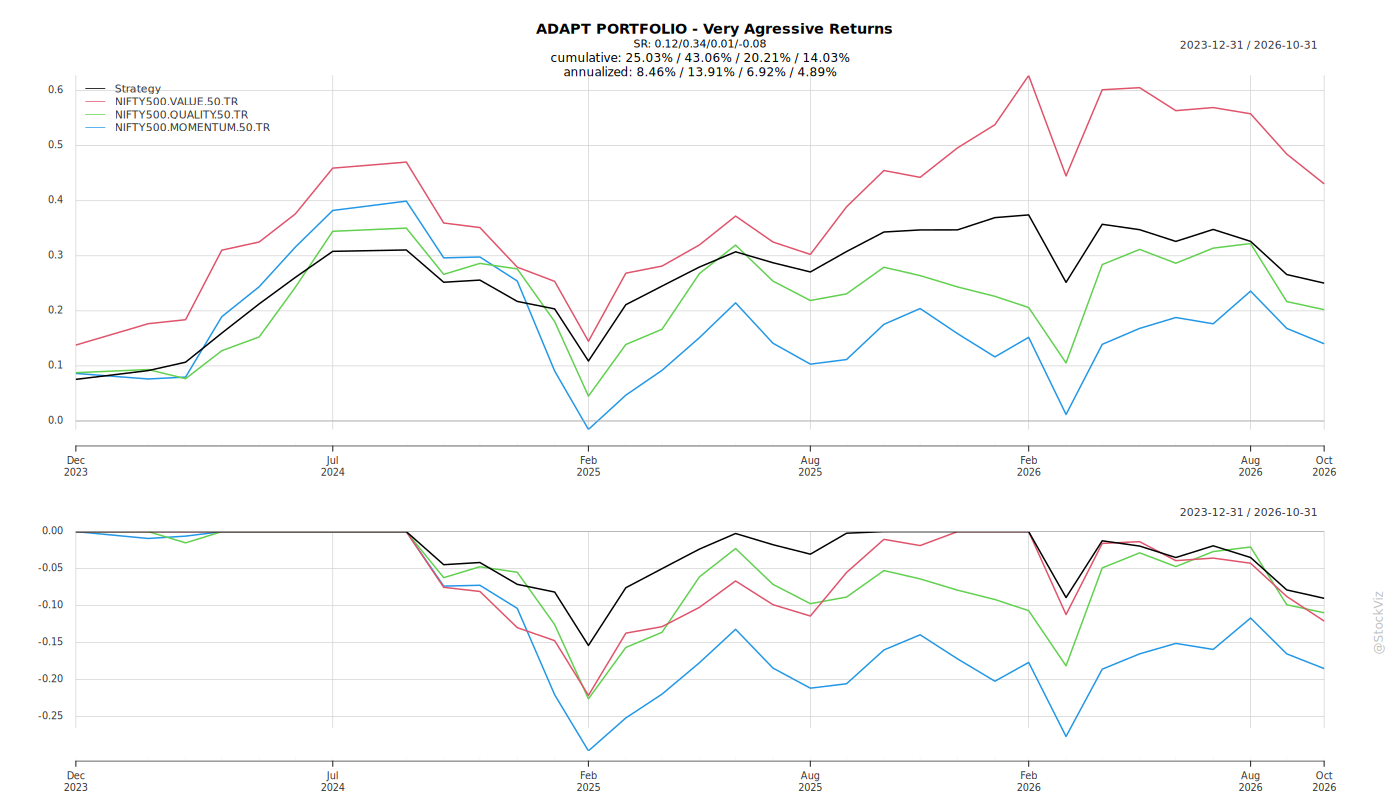 ADAPT PORTFOLIO - Very Agressive Returns
SR: 0.12/0.34/0.01/-0.08
cumulative: 25.03% / 43.06% / 20.21% / 14.03%
annualized: 8.46% / 13.91% / 6.92% / 4.89%
2023-12-31 / 2026-10-31
Strategy
NIFTY500.VALUE.50.TR
NIFTY500.QUALITY.50.TR
NIFTY500.MOMENTUM.50.TR
0.6
0.5
0.4
0.3
0.2
0.1
0.0
Dec 2023
Jul 2024
Feb 2025
Aug 2025
Feb 2026
Aug 2026
Oct 2026
2023-12-31 / 2026-10-31
0.00
-0.05
-0.10
-0.15
-0.20
-0.25
Dec 2023
Jul 2024
Feb 2025
Aug 2025
Feb 2026
Aug 2026
Oct 2026
@StockViz